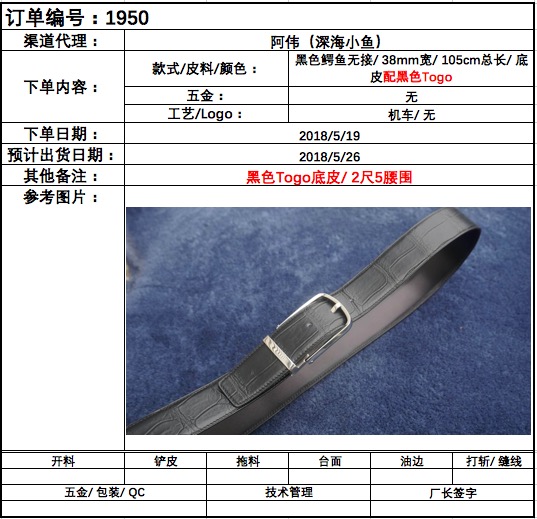 订单编号：1950
渠道代理： 阿伟（深海小鱼）
下单内容： 款式/皮料/颜色： 黑色鳄鱼无接/ 38mm宽/ 105cm总长/ 底
皮配黑色Togo
五金： 无
工艺/Logo： 机车/ 无
下单日期： 2018/5/19
预计出货日期： 2018/5/26
其他备注： 黑色Togo底皮/ 2尺5腰围
参考图片：
开料 铲皮 拖料 台面 油边 打斩/ 缝线
五金/ 包装/ QC 技术管理 厂长签字